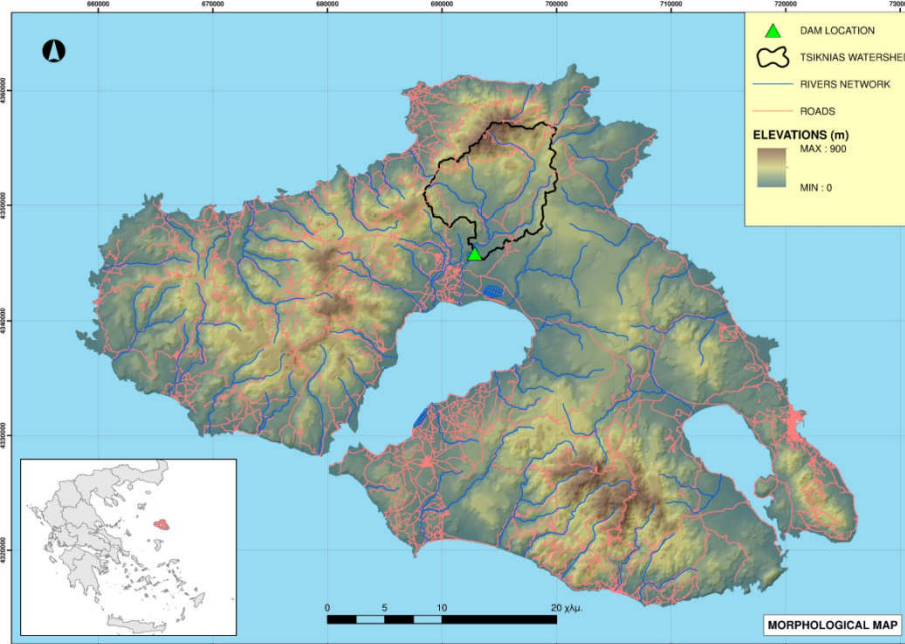 660000 670000 680000 690000 700000 710000 720000
DAM LOCATION
TSIKNIAS WATERSHED
RIVERS NETWORK
ROADS
ELEVATIONS (m)
MAX : 900
MIN : 0
4360000
4350000
4340000
4330000
4320000
0 5 10 20 χλμ.
MORPHOLOGICAL MAP